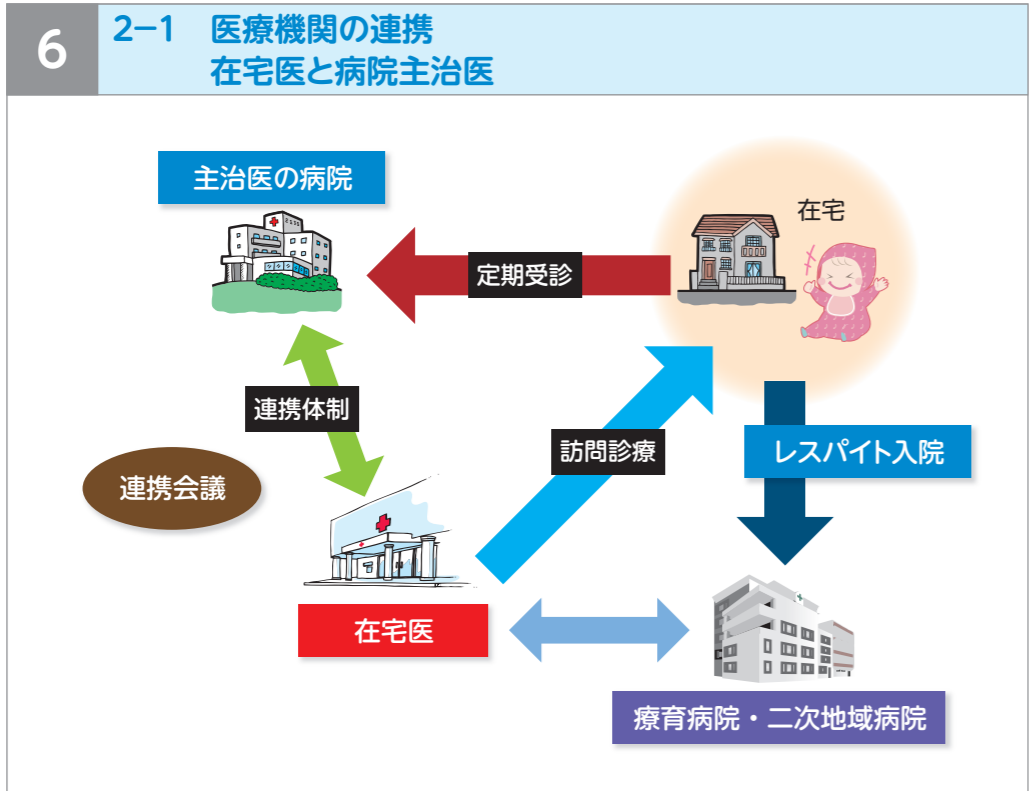 6
2−1 医療機関の連携
在宅医と病院主治医
主治医の病院
在宅
定期受診
連携体制
訪問診療
レスパイト入院
連携会議
在宅医
療育病院・二次地域病院